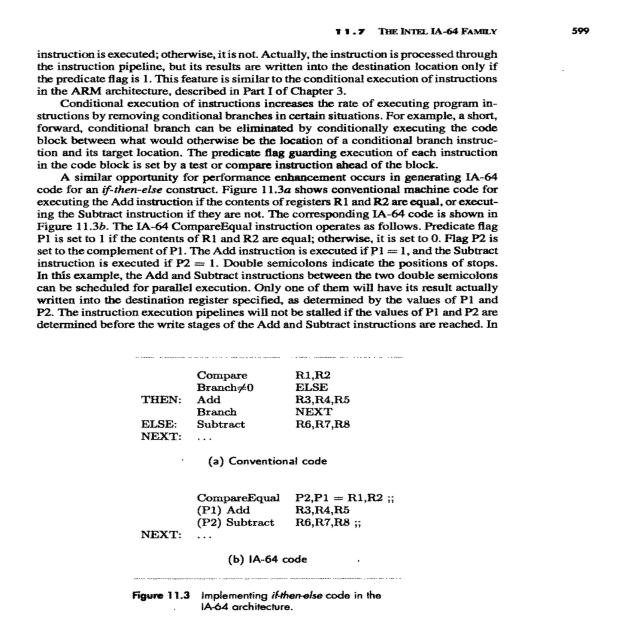 11.7 THE INTEL IA-64 FAMILY 599
instruction is executed; otherwise, it is not. Actually, the instruction is processed through
the instruction pipeline, but its results are written into the destination location only if
the predicate flag is 1. This feature is similar to the conditional execution of instructions
in the ARM architecture, described in Part I of Chapter 3.
Conditional execution of instructions increases the rate of executing program in-
structions by removing conditional branches in certain situations. For example, a short,
forward, conditional branch can be eliminated by conditionally executing the code
block between what would otherwise be the location of a conditional branch instruc-
tion and its target location. The predicate flag guarding execution of each instruction
in the code block is set by a test or compare instruction ahead of the block.
A similar opportunity for performance enhancement occurs in generating IA-64
code for an if-then-else construct. Figure 11.3a shows conventional machine code for
executing the Add instruction if the contents of registers R1 and R2 are equal, or execut-
ing the Subtract instruction if they are not. The corresponding IA-64 code is shown in
Figure 11.3b. The IA-64 CompareEqual instruction operates as follows. Predicate flag
P1 is set to 1 if the contents of R1 and R2 are equal; otherwise, it is set to 0. Flag P2 is
set to the complement of P1. The Add instruction is executed if P1 = 1, and the Subtract
instruction is executed if P2 = 1. Double semicolons indicate the positions of stops.
In this example, the Add and Subtract instructions between the two double semicolons
can be scheduled for parallel execution. Only one of them will have its result actually
written into the destination register specified, as determined by the values of P1 and
P2. The instruction execution pipelines will not be stalled if the values of P1 and P2 are
determined before the write stages of the Add and Subtract instructions are reached. In
Compare R1,R2
Branch≠0 ELSE
THEN: Add R3,R4,R5
Branch NEXT
ELSE: Subtract R6,R7,R8
NEXT: ...
(a) Conventional code
CompareEqual P2,P1 = R1,R2 ;;
(P1) Add R3,R4,R5
(P2) Subtract R6,R7,R8 ;;
NEXT: ...
(b) IA-64 code
Figure 11.3 Implementing if-then-else code in the
IA-64 architecture.